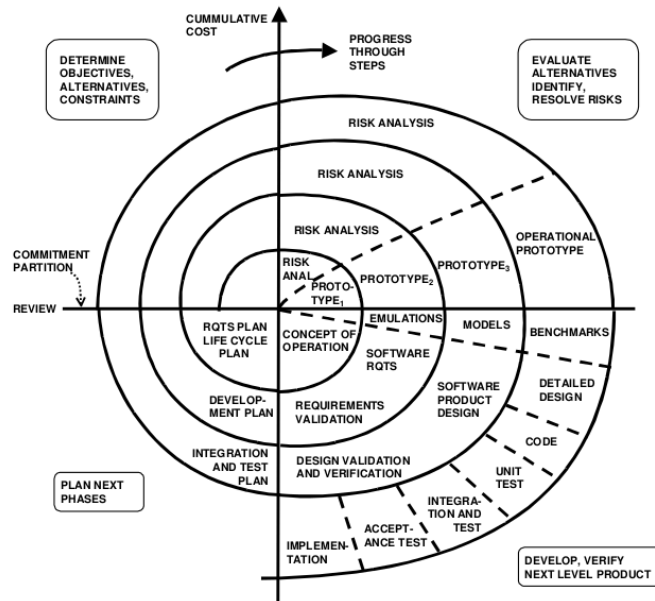 CUMMULATIVE
COST
PROGRESS
THROUGH
STEPS
DETERMINE
OBJECTIVES,
ALTERNATIVES,
CONSTRAINTS
EVALUATE
ALTERNATIVES
IDENTIFY,
RESOLVE RISKS
RISK ANALYSIS
RISK ANALYSIS
RISK ANALYSIS
RISK
ANAL.
PROTO-
TYPE1
PROTOTYPE2
PROTOTYPE3
OPERATIONAL
PROTOTYPE
COMMITMENT
PARTITION
REVIEW
EMULATIONS
MODELS
BENCHMARKS
RQTS PLAN
LIFE CYCLE
PLAN
CONCEPT OF
OPERATION
SOFTWARE
RQTS
SOFTWARE
PRODUCT
DESIGN
DETAILED
DESIGN
DEVELOP-
MENT PLAN
REQUIREMENTS
VALIDATION
CODE
INTEGRATION
AND TEST
PLAN
DESIGN VALIDATION
AND VERIFICATION
UNIT
TEST
INTEGRA-
TION AND
TEST
ACCEPT-
ANCE TEST
IMPLEMEN-
TATION
PLAN NEXT
PHASES
DEVELOP, VERIFY
NEXT LEVEL PRODUCT